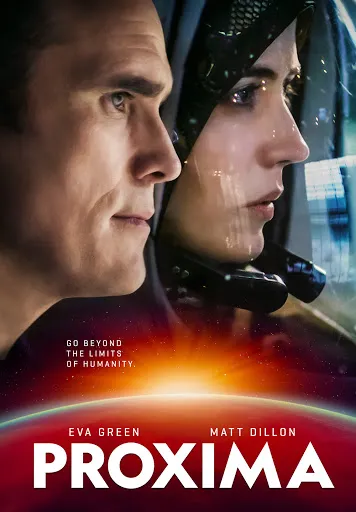 GO BEYOND
THE LIMITS
OF HUMANITY.
EVA GREEN MATT DILLON
PROXIMA